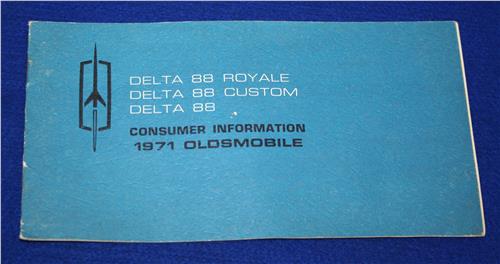 DELTA 88 ROYALE
DELTA 88 CUSTOM
DELTA 88
CONSUMER INFORMATION
1971 OLDSMOBILE